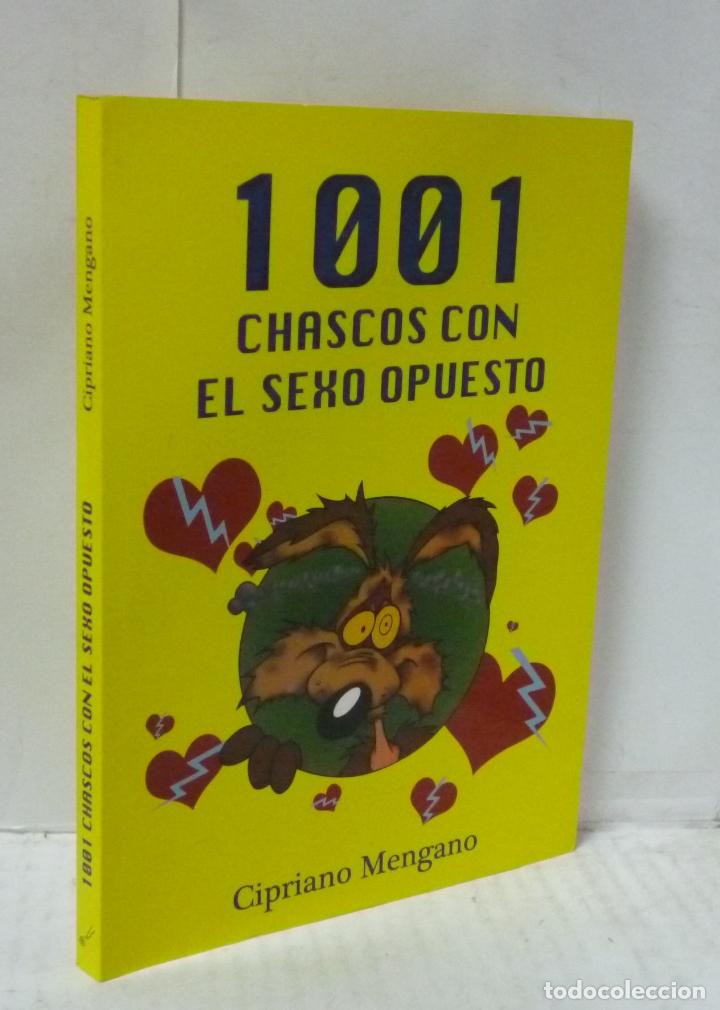 1001
CHASCOS CON
EL SEXO OPUESTO
Cipriano Mengano
1001 CHASCOS CON EL SEXO OPUESTO
Cipriano Mengano
todocoleccion